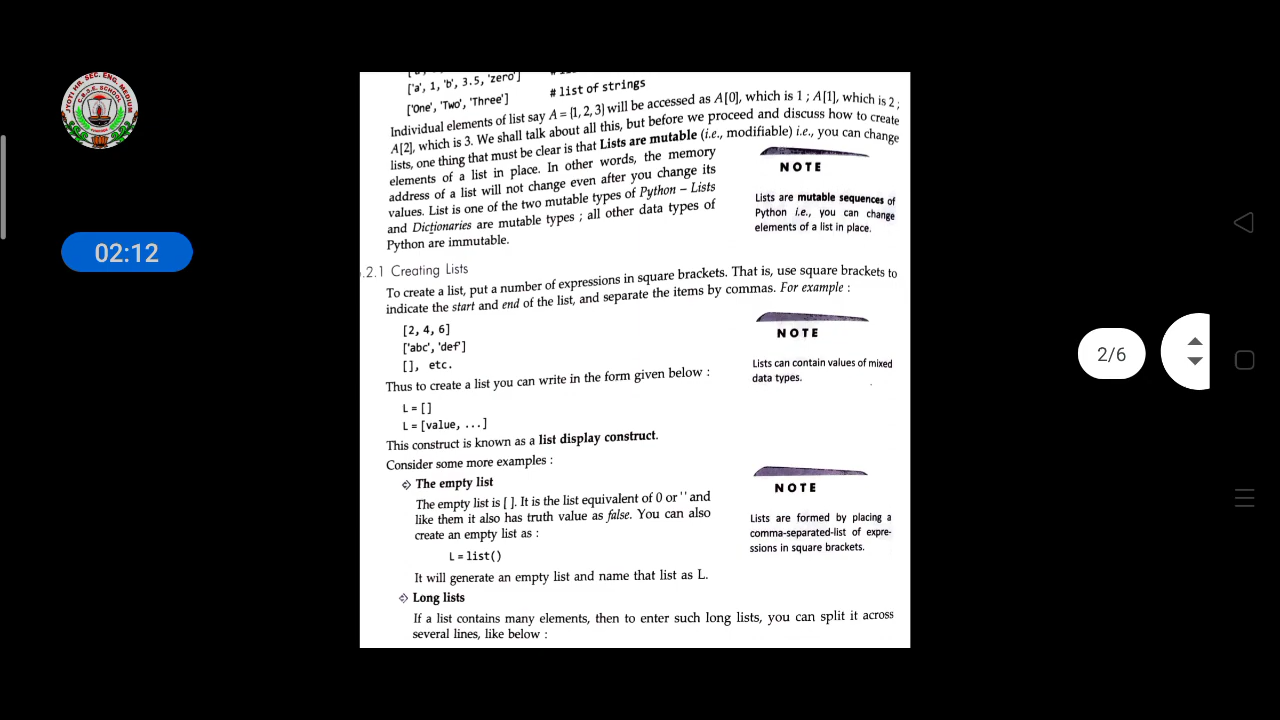 ['a', 1, 'b', 3.5, 'zero']
['One', 'Two', 'Three'] # list of strings
Individual elements of list say A = {1, 2, 3} will be accessed as A[0], which is 1 ; A[1], which is 2 ;
A[2], which is 3. We shall talk about all this, but before we proceed and discuss how to create
lists, one thing that must be clear is that Lists are mutable (i.e., modifiable) i.e., you can change
elements of a list in place. In other words, the memory
address of a list will not change even after you change its
values. List is one of the two mutable types of Python – Lists
and Dictionaries are mutable types ; all other data types of
Python are immutable.
NOTE
Lists are mutable sequences of
Python i.e., you can change
elements of a list in place.
.2.1 Creating Lists
To create a list, put a number of expressions in square brackets. That is, use square brackets to
indicate the start and end of the list, and separate the items by commas. For example :
[2, 4, 6]
['abc', 'def']
[], etc.
Thus to create a list you can write in the form given below :
NOTE
Lists can contain values of mixed
data types.
L = []
L = [value, ...]
This construct is known as a list display construct.
Consider some more examples :
The empty list
The empty list is [ ]. It is the list equivalent of 0 or ' ' and
like them it also has truth value as false. You can also
create an empty list as :
L = list()
It will generate an empty list and name that list as L.
NOTE
Lists are formed by placing a
comma-separated-list of expre-
ssions in square brackets.
Long lists
If a list contains many elements, then to enter such long lists, you can split it across
several lines, like below :
JYOTI HR. SEC. ENG. MEDIUM
C.B.S.E. SCHOOL
02:12
2/6